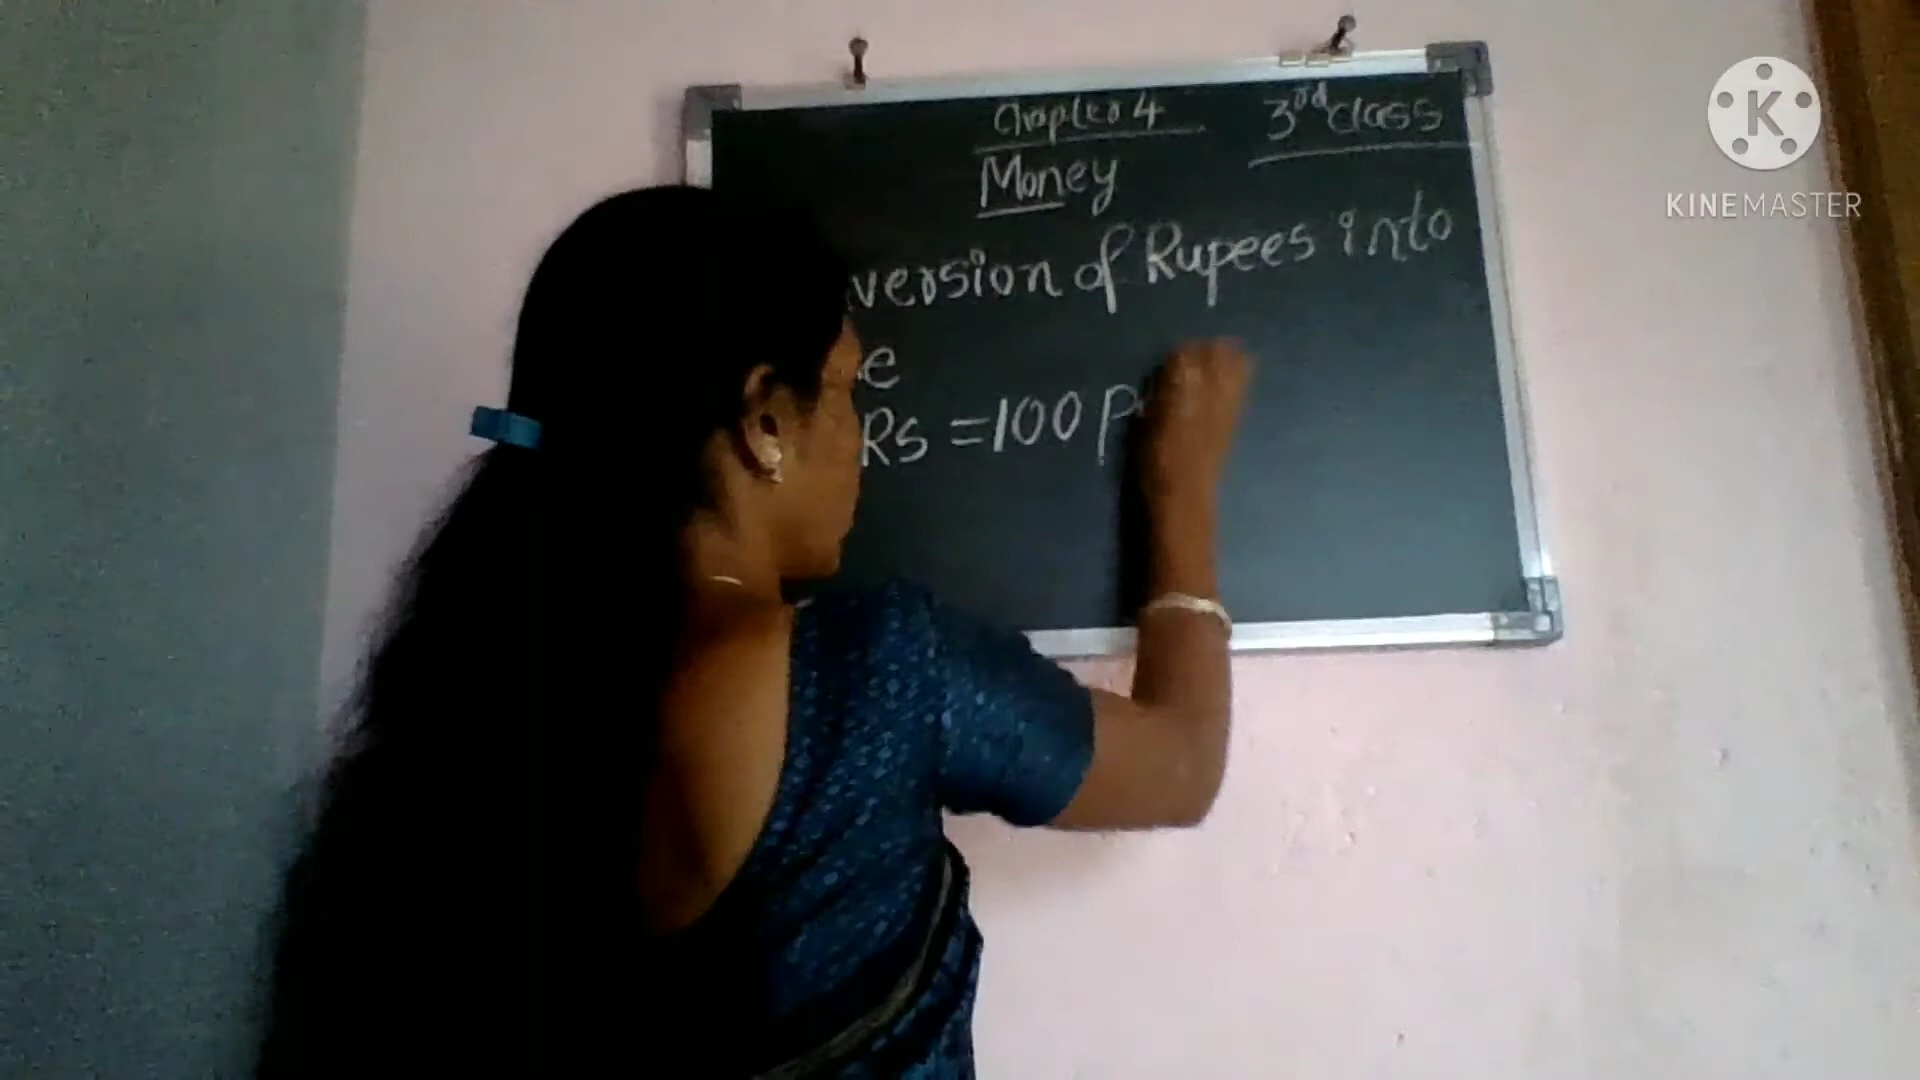 Chapter 4
3rd class
Money
version of Rupees into
e
Rs = 100 P
K
KINEMASTER